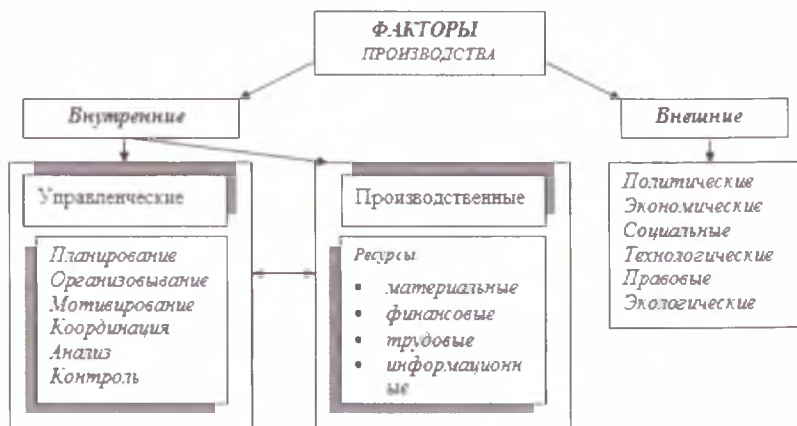 ФАКТОРЫ
ПРОИЗВОДСТВА
Внутренние
Внешние
Управленческие
Планирование
Организовывание
Мотивирование
Координация
Анализ
Контроль
Производственные
Ресурсы
• материальные
• финансовые
• трудовые
• информационн
ые
Политические
Экономические
Социальные
Технологические
Правовые
Экологические